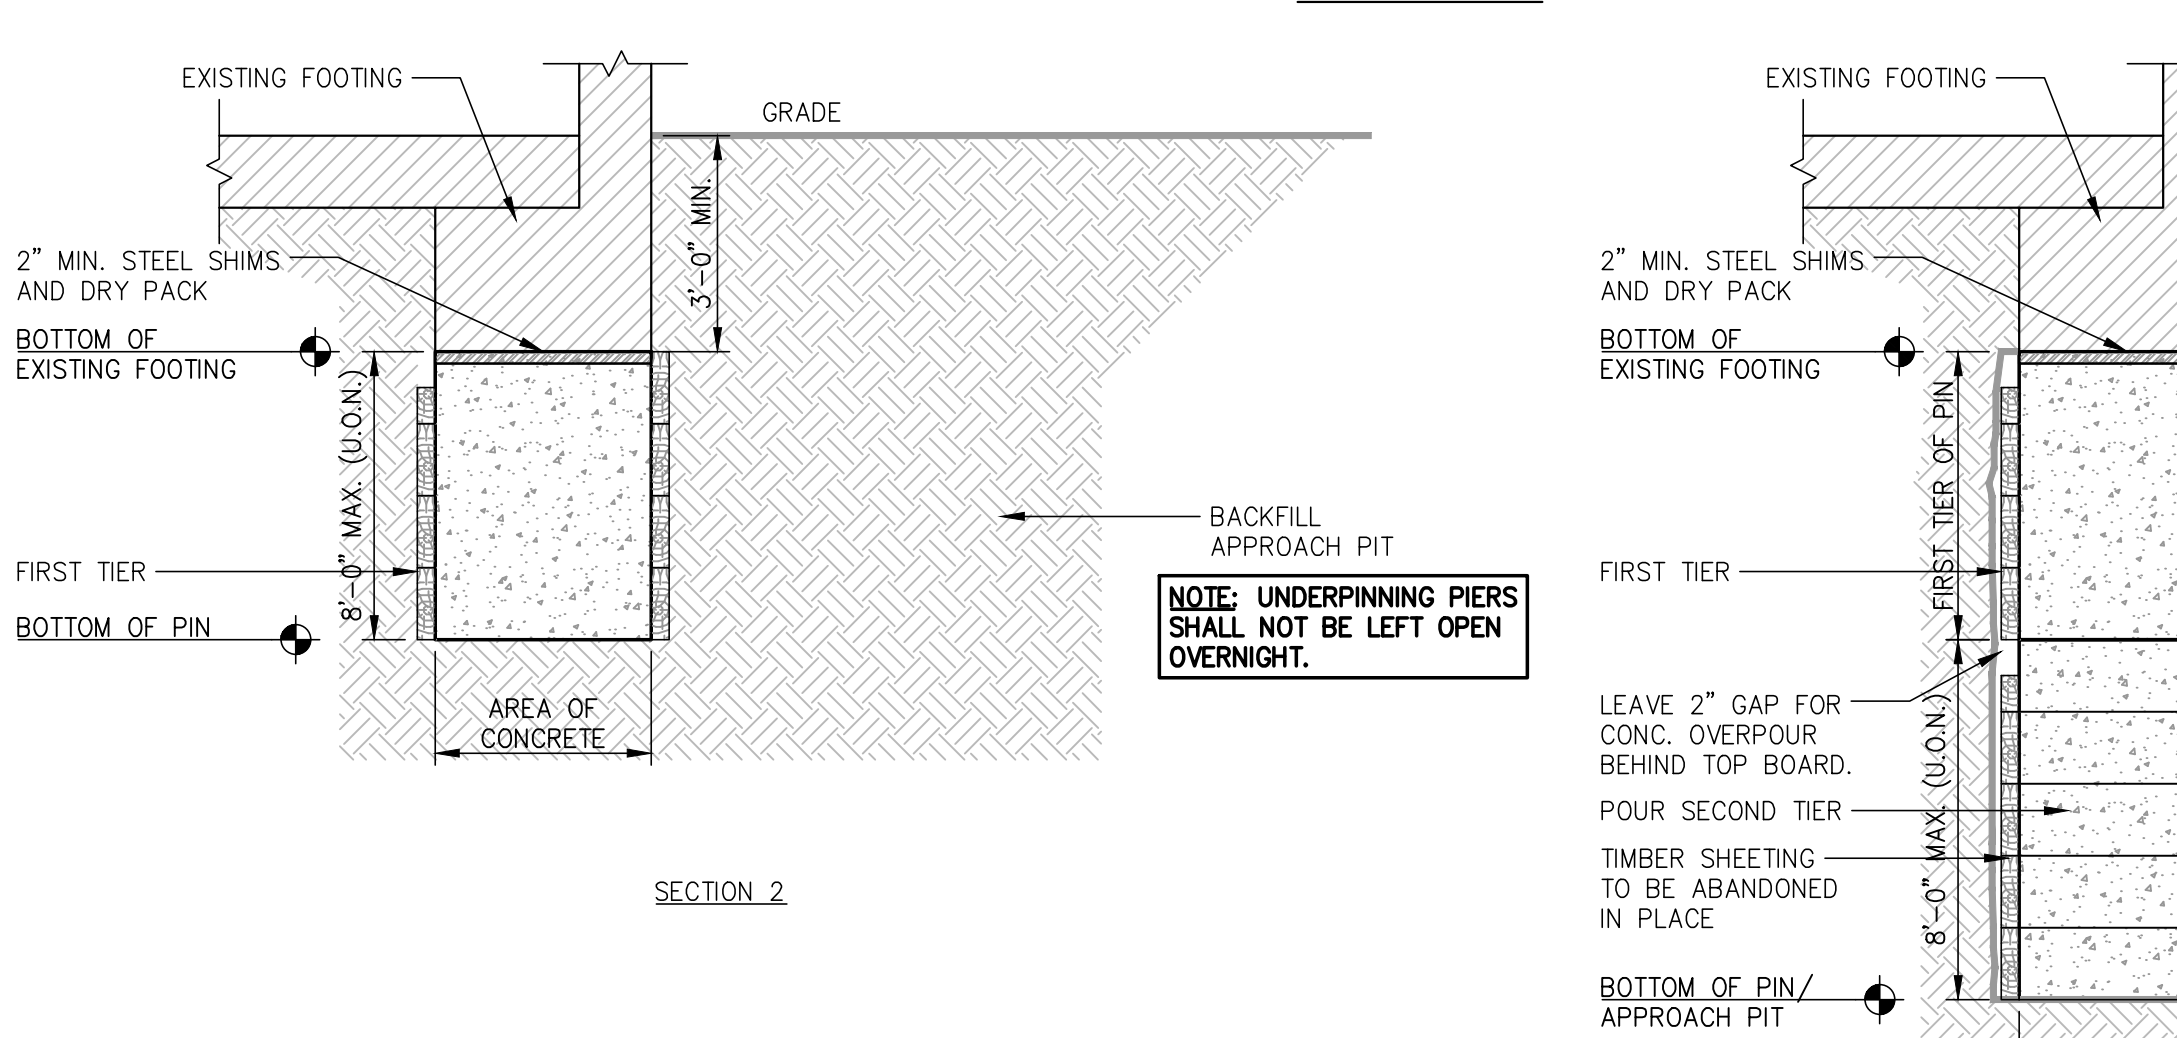 EXISTING FOOTING
GRADE
3'-0" MIN.
2" MIN. STEEL SHIMS
AND DRY PACK
BOTTOM OF
EXISTING FOOTING
8'-0" MAX. (U.O.N.)
FIRST TIER
BOTTOM OF PIN
AREA OF
CONCRETE
BACKFILL
APPROACH PIT
NOTE: UNDERPINNING PIERS
SHALL NOT BE LEFT OPEN
OVERNIGHT.
SECTION 2
EXISTING FOOTING
2" MIN. STEEL SHIMS
AND DRY PACK
BOTTOM OF
EXISTING FOOTING
FIRST TIER OF PIN
FIRST TIER
LEAVE 2" GAP FOR
CONC. OVERPOUR
BEHIND TOP BOARD.
8'-0" MAX. (U.O.N.)
POUR SECOND TIER
TIMBER SHEETING
TO BE ABANDONED
IN PLACE
BOTTOM OF PIN/
APPROACH PIT